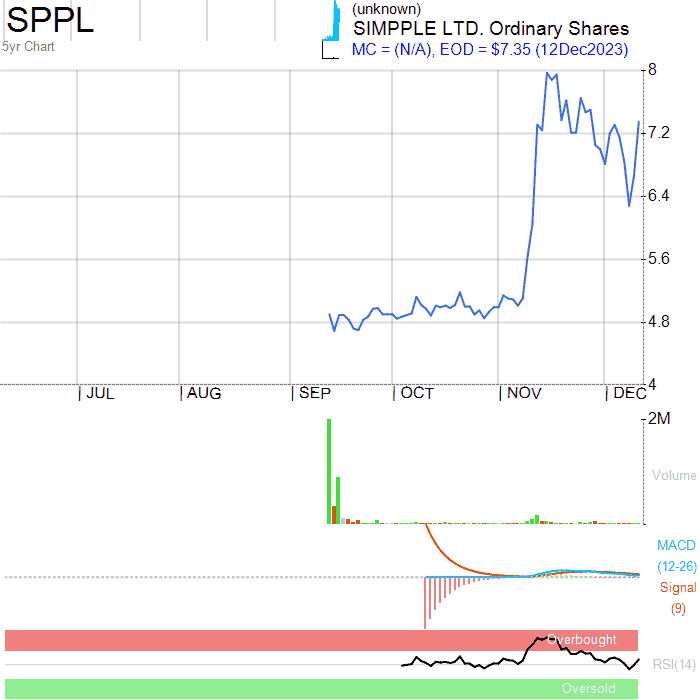 SPPL
5yr Chart
(unknown)
SIMPPLE LTD. Ordinary Shares
MC = (N/A), EOD = $7.35 (12Dec2023)
8
7.2
6.4
5.6
4.8
4
JUL AUG SEP OCT NOV DEC
2M
Volume
MACD
(12-26)
Signal
(9)
Overbought
RSI(14)
Oversold